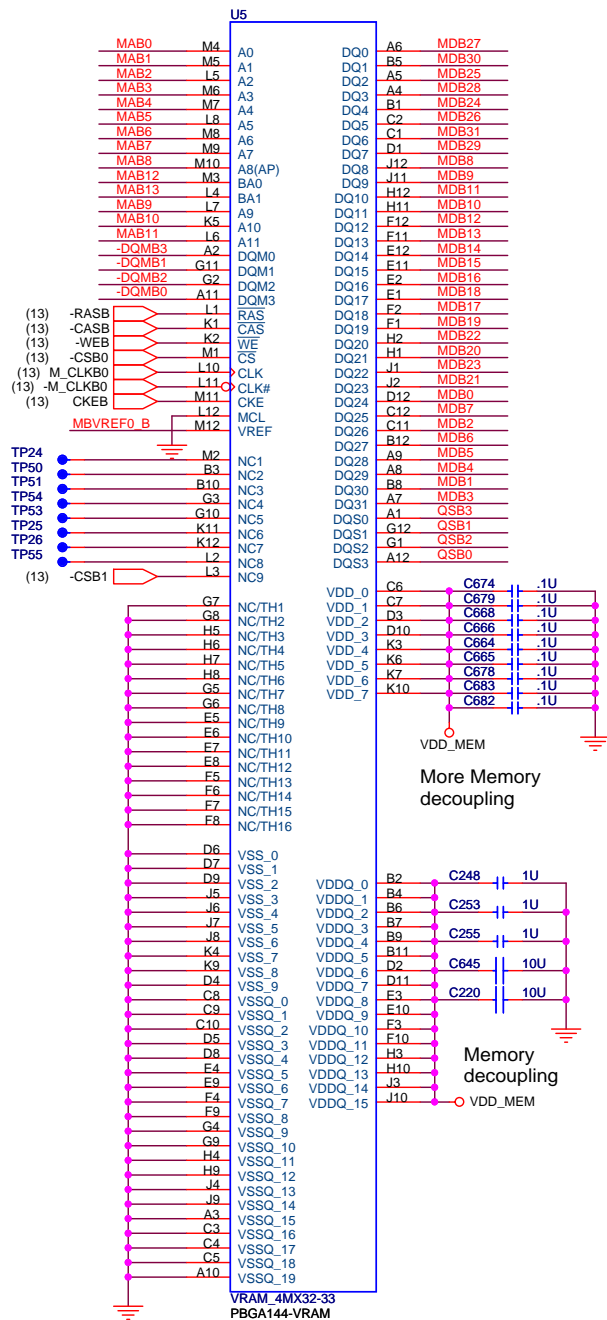 U5
MAB0 M4 A0 DQ0 A6 MDB27
MAB1 M5 A1 DQ1 B5 MDB30
MAB2 L5 A2 DQ2 A5 MDB25
MAB3 M6 A3 DQ3 A4 MDB28
MAB4 M7 A4 DQ4 B1 MDB24
MAB5 L8 A5 DQ5 C2 MDB26
MAB6 M8 A6 DQ6 C1 MDB31
MAB7 M9 A7 DQ7 D1 MDB29
MAB8 M10 A8(AP) DQ8 J12 MDB8
MAB12 M3 BA0 DQ9 J11 MDB9
MAB13 L4 BA1 DQ10 H12 MDB11
MAB9 L7 A9 DQ11 H11 MDB10
MAB10 K5 A10 DQ12 F12 MDB12
MAB11 L6 A11 DQ13 F11 MDB13
-DQMB3 A2 DQM0 DQ14 E12 MDB14
-DQMB1 G11 DQM1 DQ15 E11 MDB15
-DQMB2 G2 DQM2 DQ16 E2 MDB16
-DQMB0 A11 DQM3 DQ17 E1 MDB18
(13) -RASB L1 RAS DQ18 F2 MDB17
(13) -CASB K1 CAS DQ19 F1 MDB19
(13) -WEB K2 WE DQ20 H2 MDB22
(13) -CSB0 M1 CS DQ21 H1 MDB20
(13) M_CLKB0 L10 CLK DQ22 J1 MDB23
(13) -M_CLKB0 L11 CLK# DQ23 J2 MDB21
(13) CKEB M11 CKE DQ24 D12 MDB0
L12 MCL DQ25 C12 MDB7
MBVREF0_B M12 VREF DQ26 C11 MDB2
DQ27 B12 MDB6
TP24 M2 NC1 DQ28 A9 MDB5
TP50 B3 NC2 DQ29 A8 MDB4
TP51 B10 NC3 DQ30 B8 MDB1
TP54 G3 NC4 DQ31 A7 MDB3
TP53 G10 NC5 DQS0 A1 QSB3
TP25 K11 NC6 DQS1 G12 QSB1
TP26 K12 NC7 DQS2 G1 QSB2
TP55 L2 NC8 DQS3 A12 QSB0
(13) -CSB1 L3 NC9
VDD_0 C6 C674 .1U
G7 NC/TH1 VDD_1 C7 C679 .1U
G8 NC/TH2 VDD_2 D3 C668 .1U
H5 NC/TH3 VDD_3 D10 C666 .1U
H6 NC/TH4 VDD_4 K3 C664 .1U
H7 NC/TH5 VDD_5 K6 C665 .1U
H8 NC/TH6 VDD_6 K7 C678 .1U
G5 NC/TH7 VDD_7 K10 C683 .1U
G6 NC/TH8 C682 .1U
E5 NC/TH9
E6 NC/TH10
E7 NC/TH11 VDD_MEM
E8 NC/TH12
F5 NC/TH13 More Memory
F6 NC/TH14 decoupling
F7 NC/TH15
F8 NC/TH16
D6 VSS_0
D7 VSS_1
D9 VSS_2 VDDQ_0 B2 C248 1U
J5 VSS_3 VDDQ_1 B4
J6 VSS_4 VDDQ_2 B6 C253 1U
J7 VSS_5 VDDQ_3 B7
J8 VSS_6 VDDQ_4 B9 C255 1U
K4 VSS_7 VDDQ_5 B11
K9 VSS_8 VDDQ_6 D2 C645 10U
D4 VSS_9 VDDQ_7 D11
C8 VSSQ_0 VDDQ_8 E3 C220 10U
C9 VSSQ_1 VDDQ_9 E10
C10 VSSQ_2 VDDQ_10 F3
D5 VSSQ_3 VDDQ_11 F10
D8 VSSQ_4 VDDQ_12 H3 Memory
E4 VSSQ_5 VDDQ_13 H10 decoupling
E9 VSSQ_6 VDDQ_14 J3
F4 VSSQ_7 VDDQ_15 J10 VDD_MEM
F9 VSSQ_8
G4 VSSQ_9
G9 VSSQ_10
H4 VSSQ_11
H9 VSSQ_12
J4 VSSQ_13
J9 VSSQ_14
A3 VSSQ_15
C3 VSSQ_16
C4 VSSQ_17
C5 VSSQ_18
A10 VSSQ_19
VRAM_4MX32-33
PBGA144-VRAM